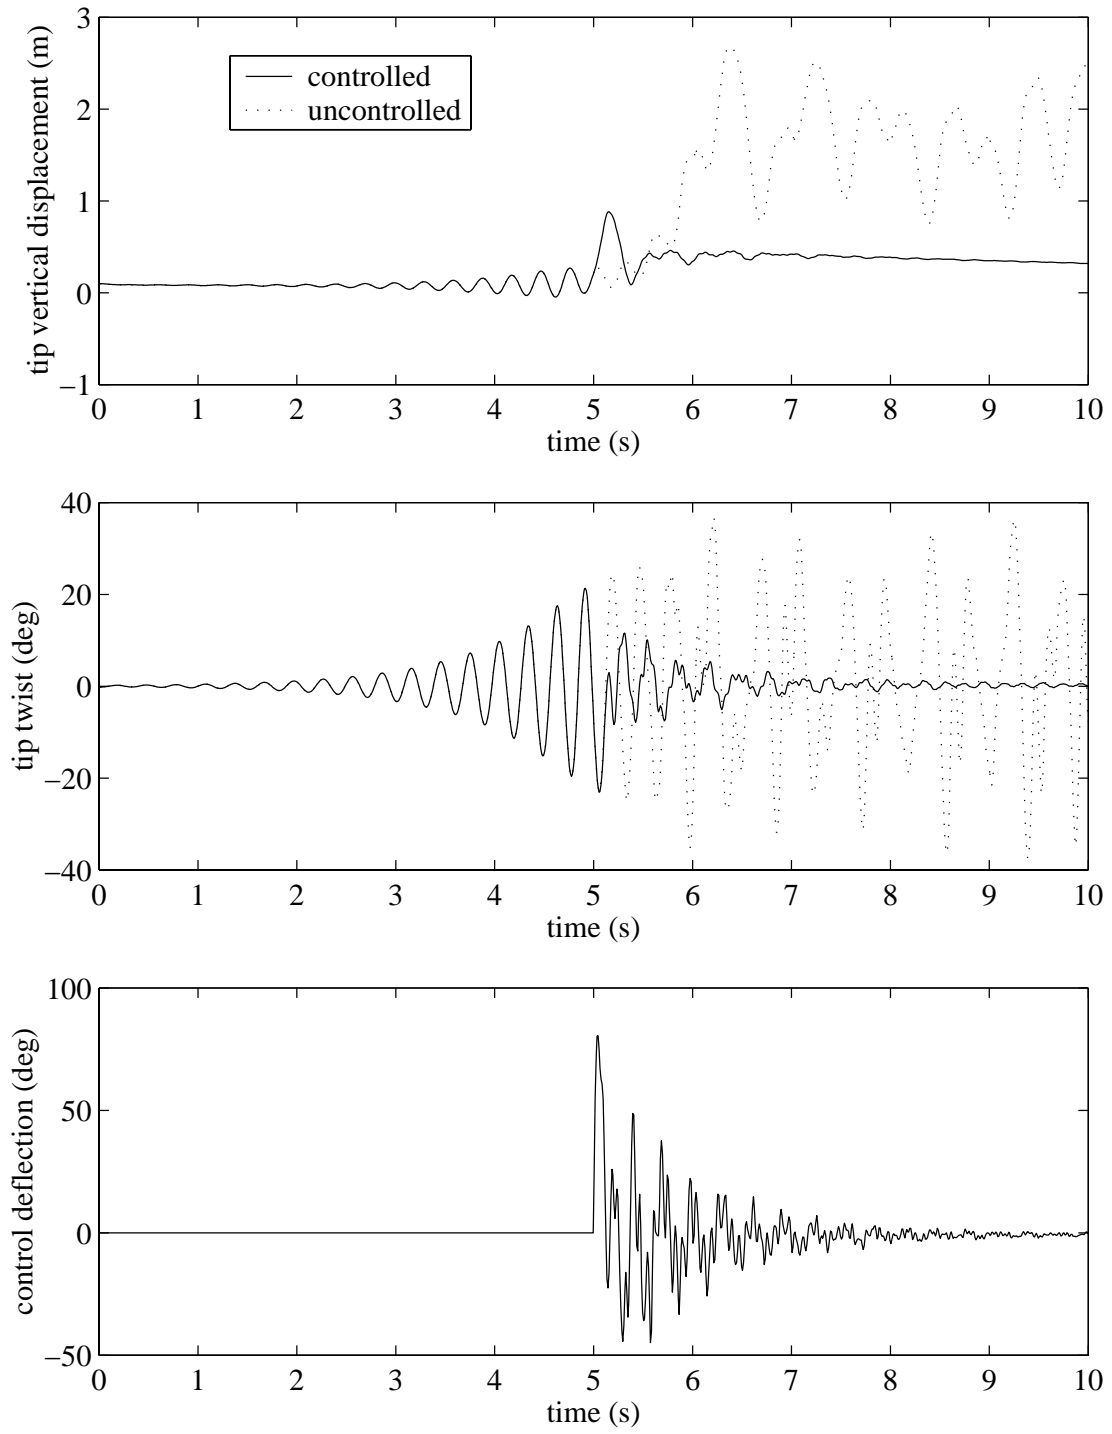 tip vertical displacement (m)
3
2
1
0
−1
controlled
uncontrolled
0 1 2 3 4 5 6 7 8 9 10
time (s)
tip twist (deg)
40
20
0
−20
−40
0 1 2 3 4 5 6 7 8 9 10
time (s)
control deflection (deg)
100
50
0
−50
0 1 2 3 4 5 6 7 8 9 10
time (s)